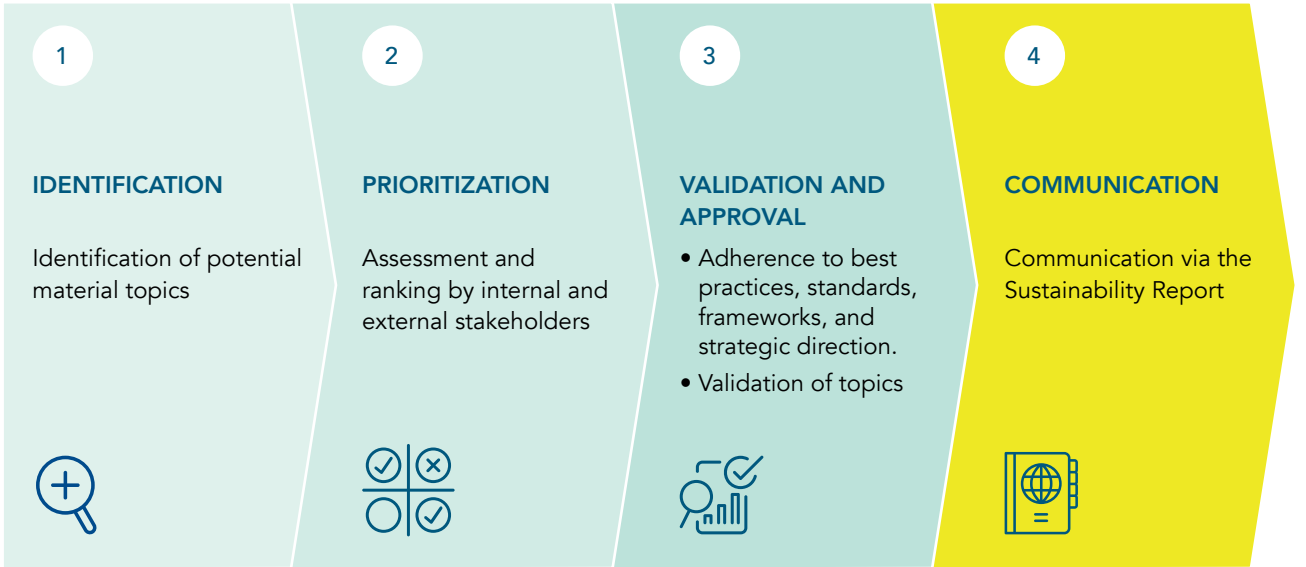 1
IDENTIFICATION
Identification of potential
material topics
2
PRIORITIZATION
Assessment and
ranking by internal and
external stakeholders
3
VALIDATION AND
APPROVAL
• Adherence to best
practices, standards,
frameworks, and
strategic direction.
• Validation of topics
4
COMMUNICATION
Communication via the
Sustainability Report